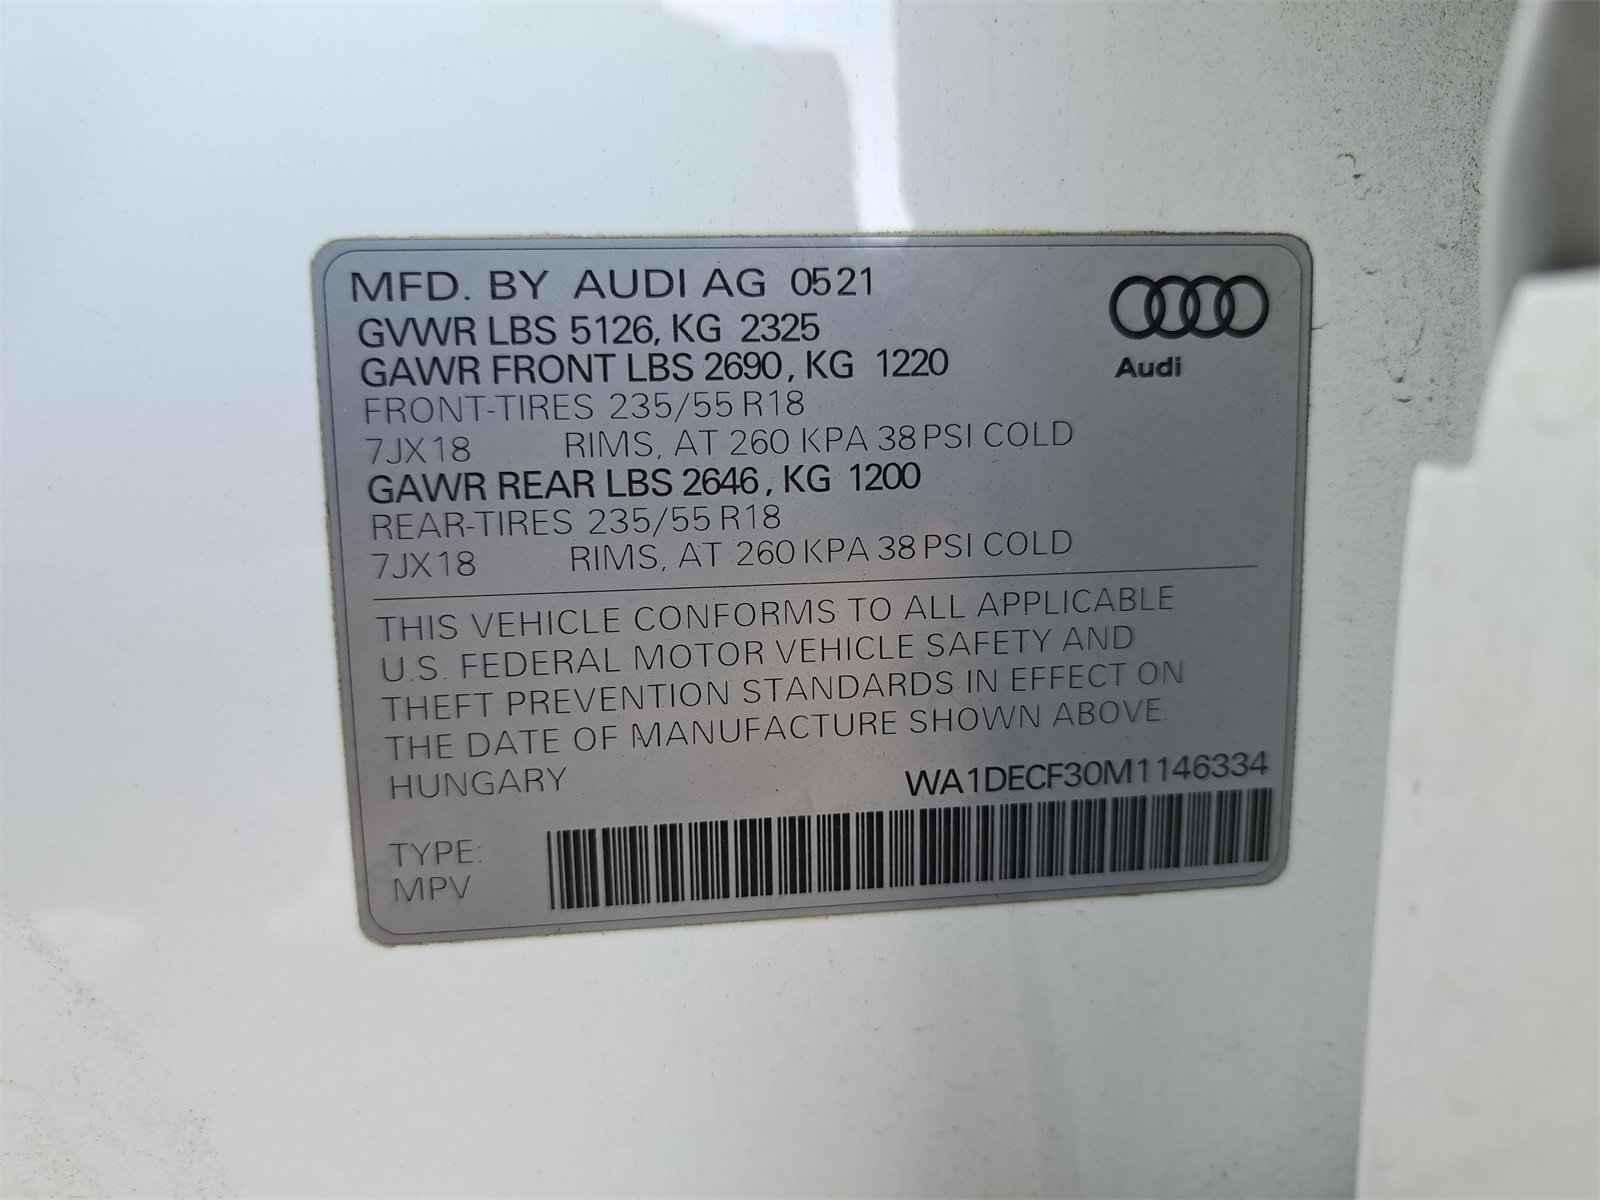 MFD. BY AUDI AG 0521
GVWR LBS 5126, KG 2325
GAWR FRONT LBS 2690, KG 1220
FRONT-TIRES 235/55 R18
7JX18 RIMS, AT 260 KPA 38 PSI COLD
GAWR REAR LBS 2646, KG 1200
REAR-TIRES 235/55 R18
7JX18 RIMS, AT 260 KPA 38 PSI COLD
Audi
THIS VEHICLE CONFORMS TO ALL APPLICABLE
U.S. FEDERAL MOTOR VEHICLE SAFETY AND
THEFT PREVENTION STANDARDS IN EFFECT ON
THE DATE OF MANUFACTURE SHOWN ABOVE.
HUNGARY WA1DECF30M1146334
TYPE:
MPV